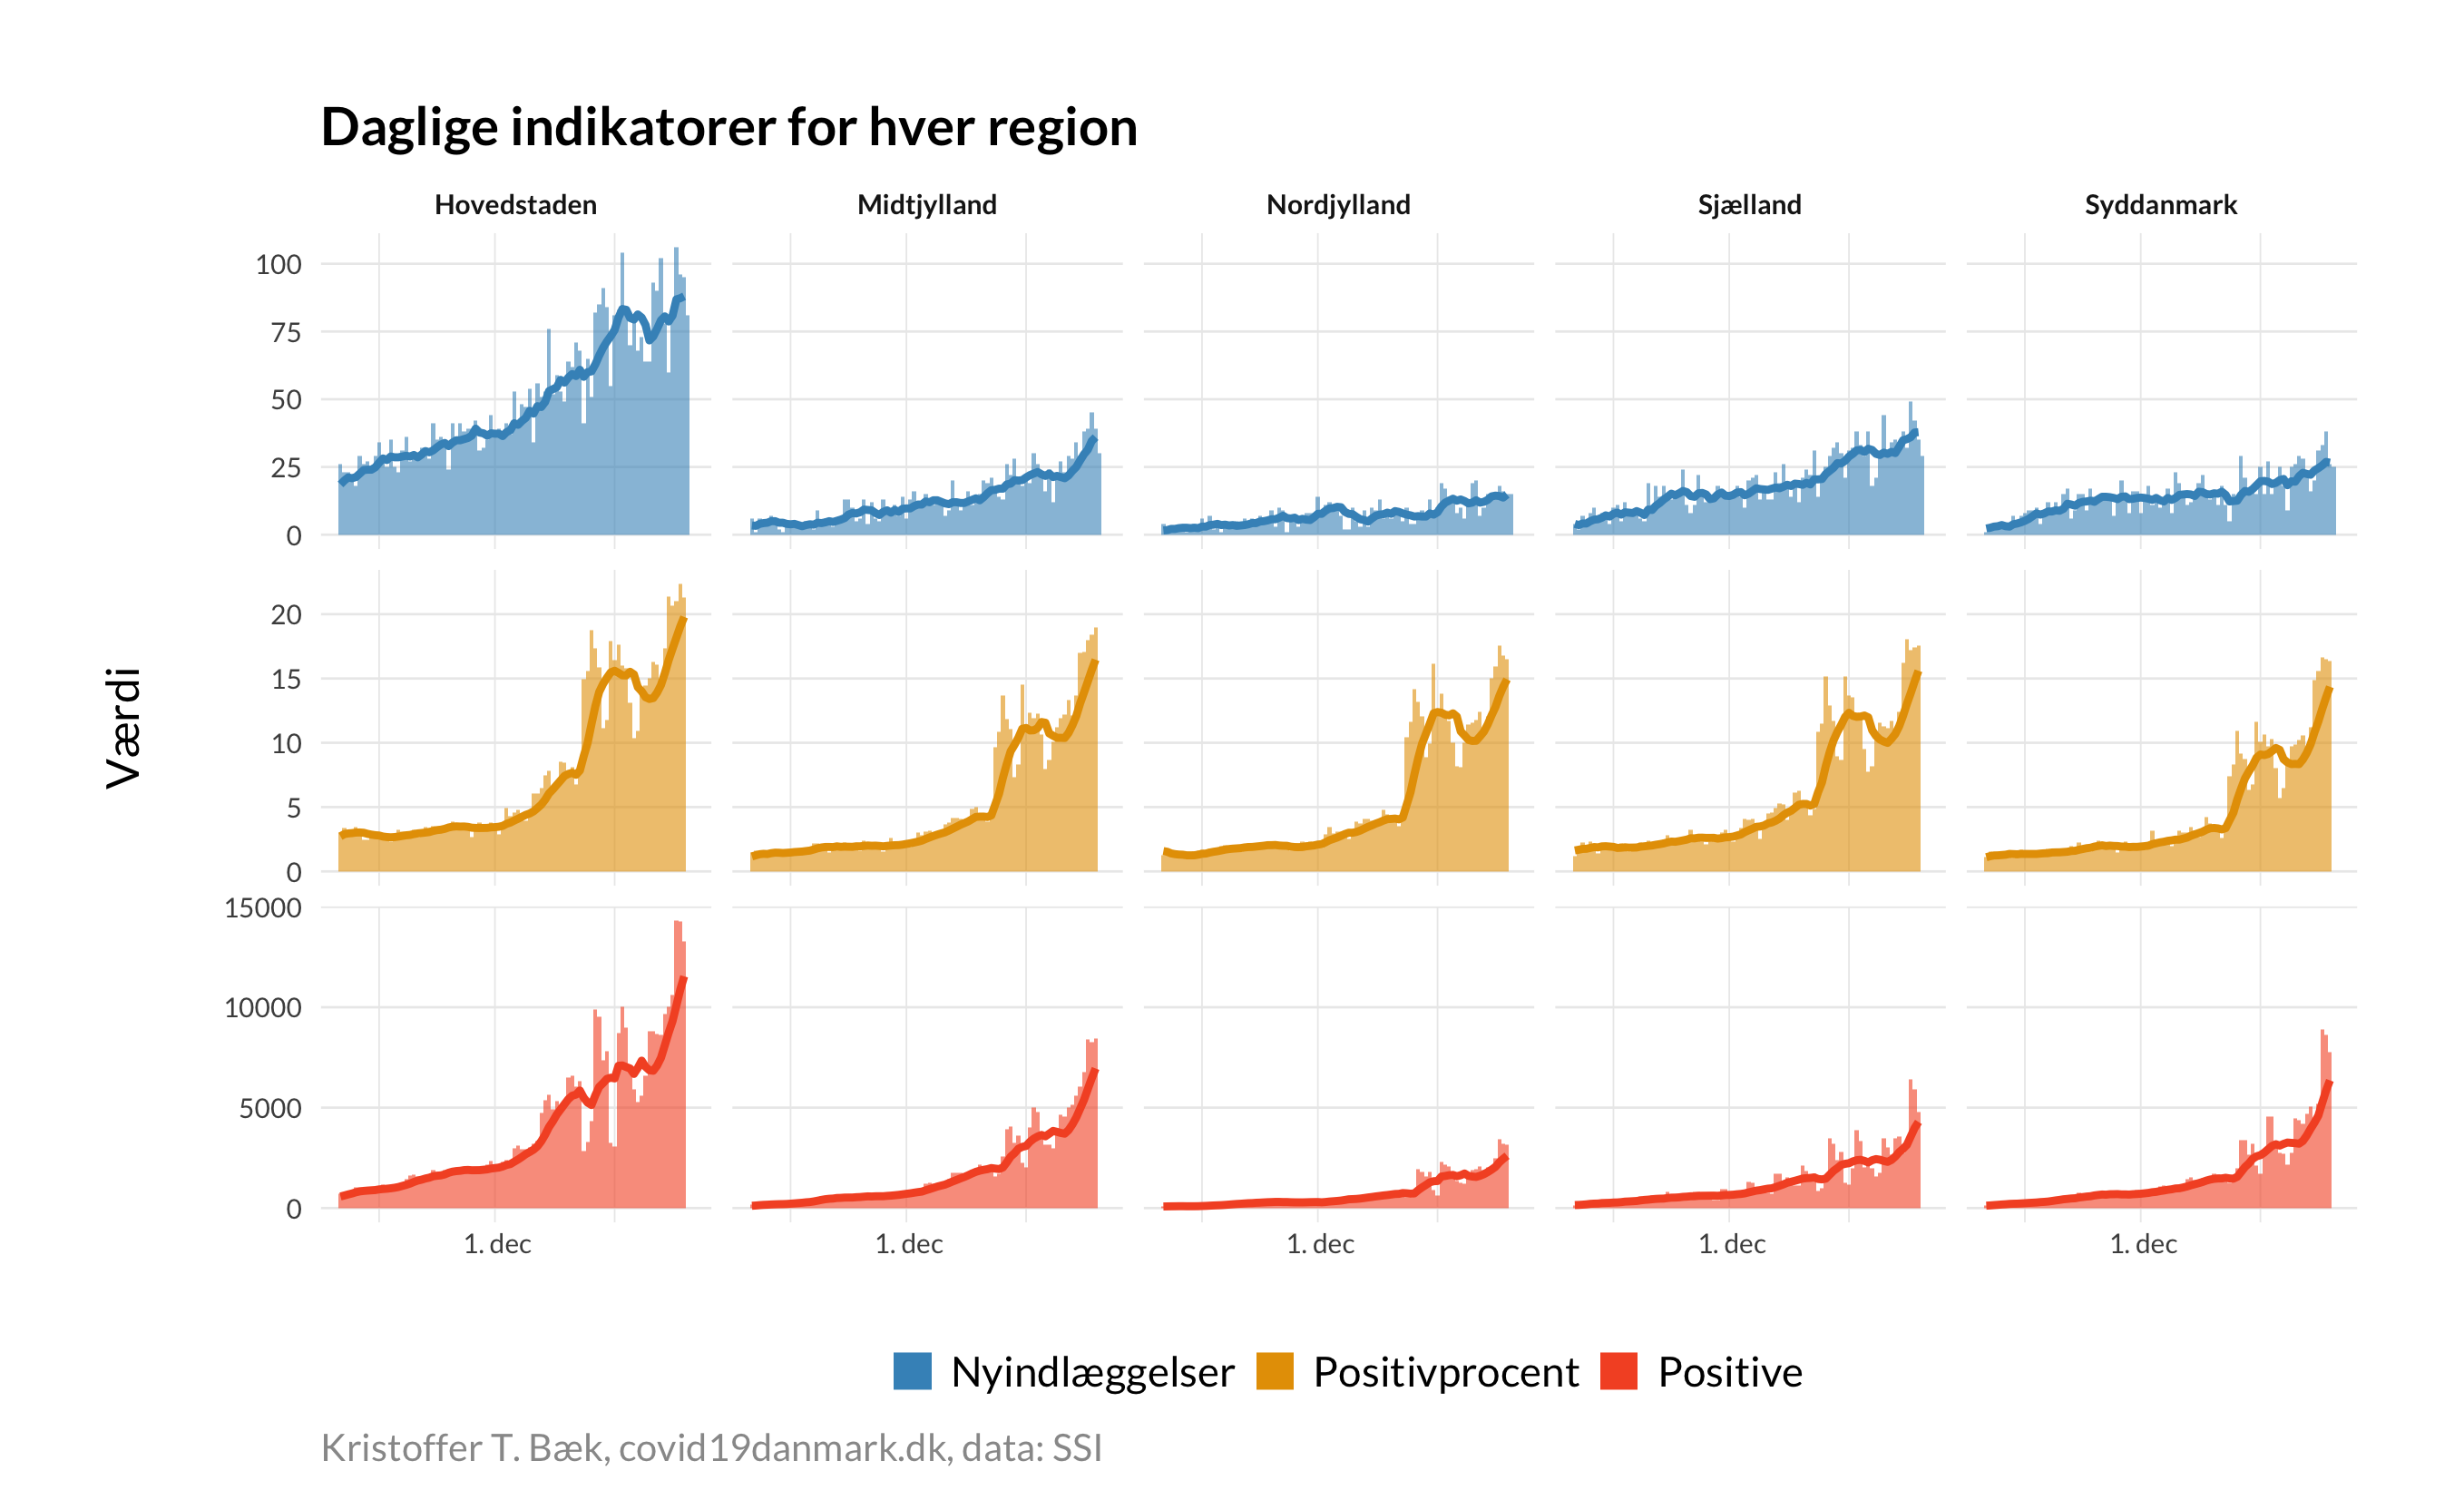 Daglige indikatorer for hver region
Hovedstaden Midtjylland Nordjylland Sjælland Syddanmark
100
75
50
25
0
20
15
10
5
0
15000
10000
5000
0
Værdi
1. dec 1. dec 1. dec 1. dec 1. dec
Nyindlæggelser Positivprocent Positive
Kristoffer T. Bæk, covid19danmark.dk, data: SSI